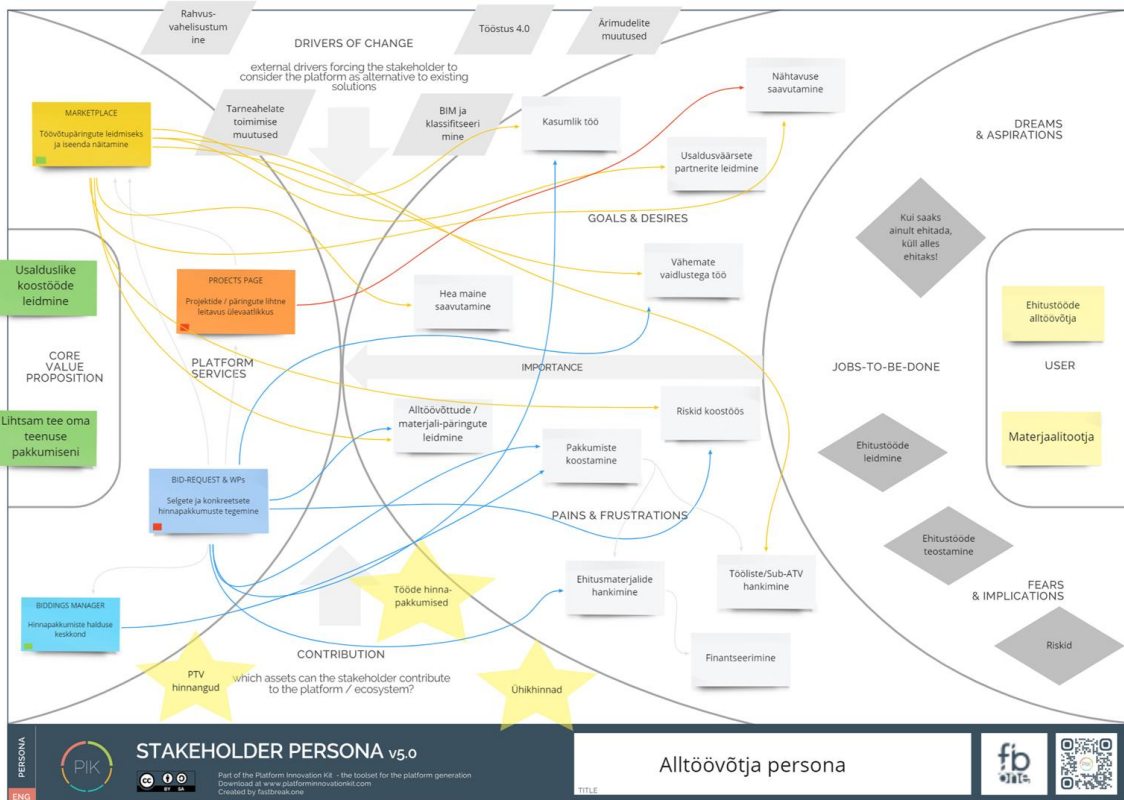 Rahvus-
vahelisustum
ine
DRIVERS OF CHANGE
external drivers forcing the stakeholder to
consider the platform as alternative to existing
solutions
Tööstus 4.0
Ärimudelite
muutused
Tarneahelate
toimimise
muutused
BIM ja
klassifitseeri
mine
MARKETPLACE
Töövõtupäringute leidmiseks
ja iseenda näitamine
Kasumlik töö
Nähtavuse
saavutamine
Usaldusväärsete
partnerite leidmine
GOALS & DESIRES
DREAMS
& ASPIRATIONS
Kui saaks
ainult ehitada,
küll alles
ehitaks!
Usalduslike
koostööde
leidmine
PROECTS PAGE
Projektide / päringute lihtne
leitavus ülevaatlikkus
Hea maine
saavutamine
Vähemate
vaidlustega töö
Ehitustööde
alltöövõtja
CORE
VALUE
PROPOSITION
PLATFORM
SERVICES
IMPORTANCE
JOBS-TO-BE-DONE
USER
Lihtsam tee oma
teenuse
pakkumiseni
Alltöövõttude /
materjali-päringute
leidmine
Riskid koostöös
Pakkumiste
koostamine
Ehitustööde
leidmine
Materjaalitootja
BID-REQUEST & WPs
Selgete ja konkreetsete
hinnapakkumuste tegemine
PAINS & FRUSTRATIONS
Ehitustööde
teostamine
Ehitusmaterjalide
hankimine
Tööliste/Sub-ATV
hankimine
Tööde hinna-
pakkumised
BIDDINGS MANAGER
Hinnapakkumiste halduse
keskkond
FEARS
& IMPLICATIONS
Riskid
Finantseerimine
CONTRIBUTION
which assets can the stakeholder contribute
to the platform / ecosystem?
PTV
hinnangud
Ühikhinnad
PERSONA
ENG
PIK
STAKEHOLDER PERSONA v5.0
cc
BY SA
Part of the Platform Innovation Kit - the toolset for the platform generation
Download at www.platforminnovationkit.com
Created by fastbreak.one
TITLE
Alltöövõtja persona
fb
one